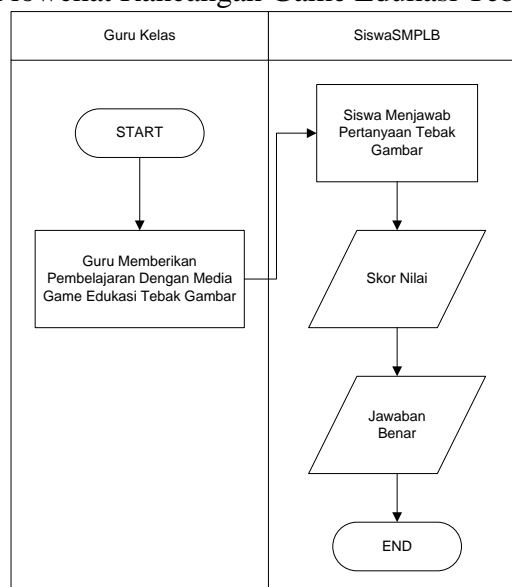 Guru Kelas
SiswaSMPLB
START
Guru Memberikan
Pembelajaran Dengan Media
Game Edukasi Tebak Gambar
Siswa Menjawab
Pertanyaan Tebak
Gambar
Skor Nilai
Jawaban
Benar
END